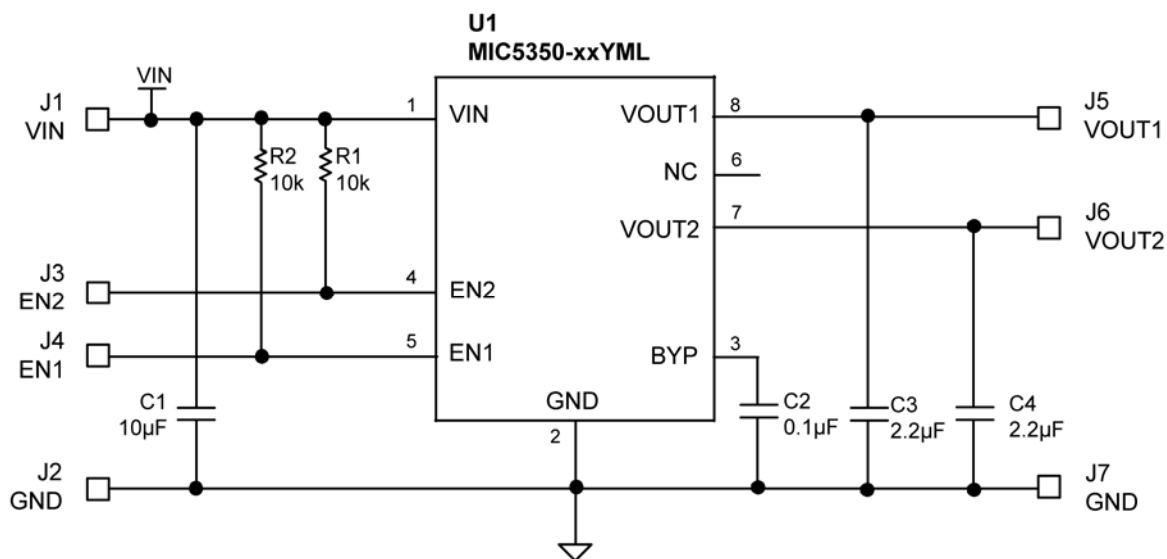 U1
MIC5350-xxYML
VIN
J1
VIN
1
VIN
VOUT1
8
J5
VOUT1
R2
10k
R1
10k
NC
6
VOUT2
7
J6
VOUT2
J3
EN2
4
EN2
J4
EN1
5
EN1
BYP
3
GND
2
C1
10µF
C2
0.1µF
C3
2.2µF
C4
2.2µF
J2
GND
J7
GND